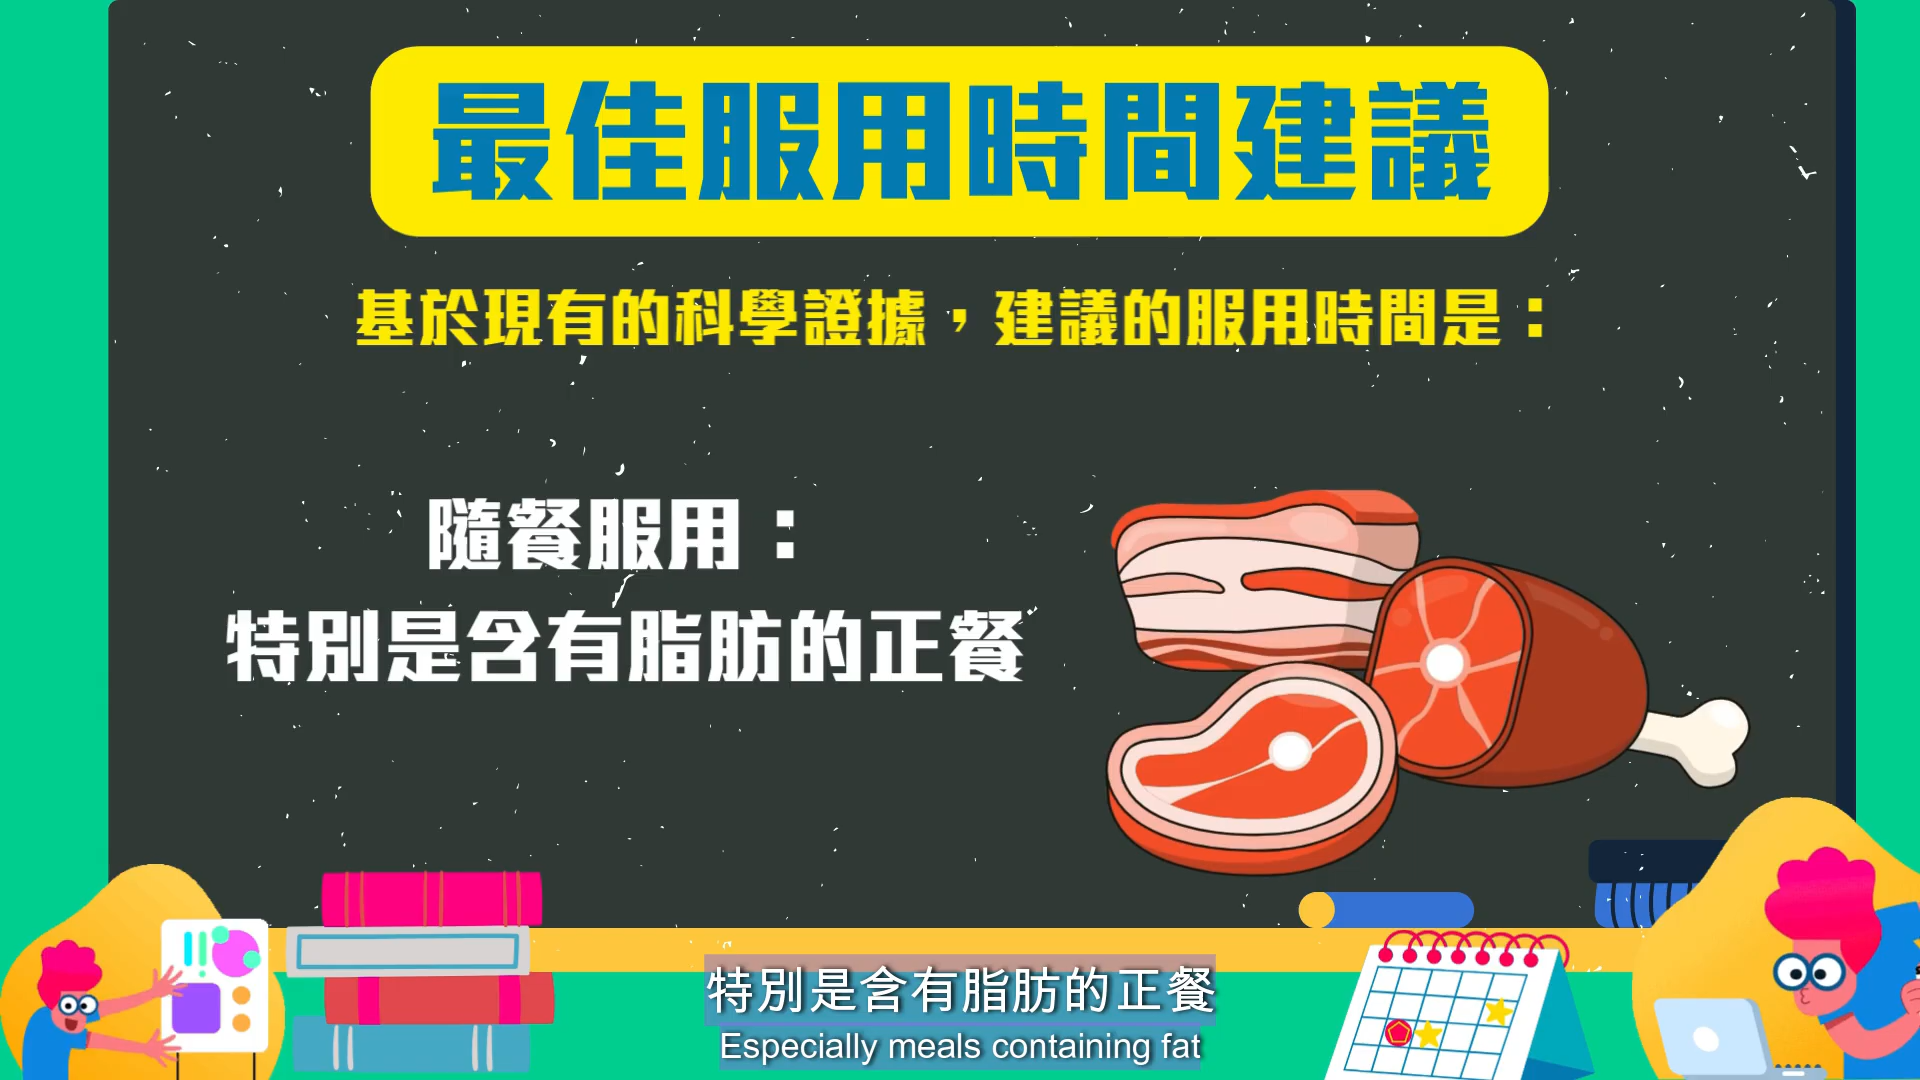 最佳服用時間建議
基於現有的科學證據，建議的服用時間是：
隨餐服用：
特別是含有脂肪的正餐
特別是含有脂肪的正餐
Especially meals containing fat